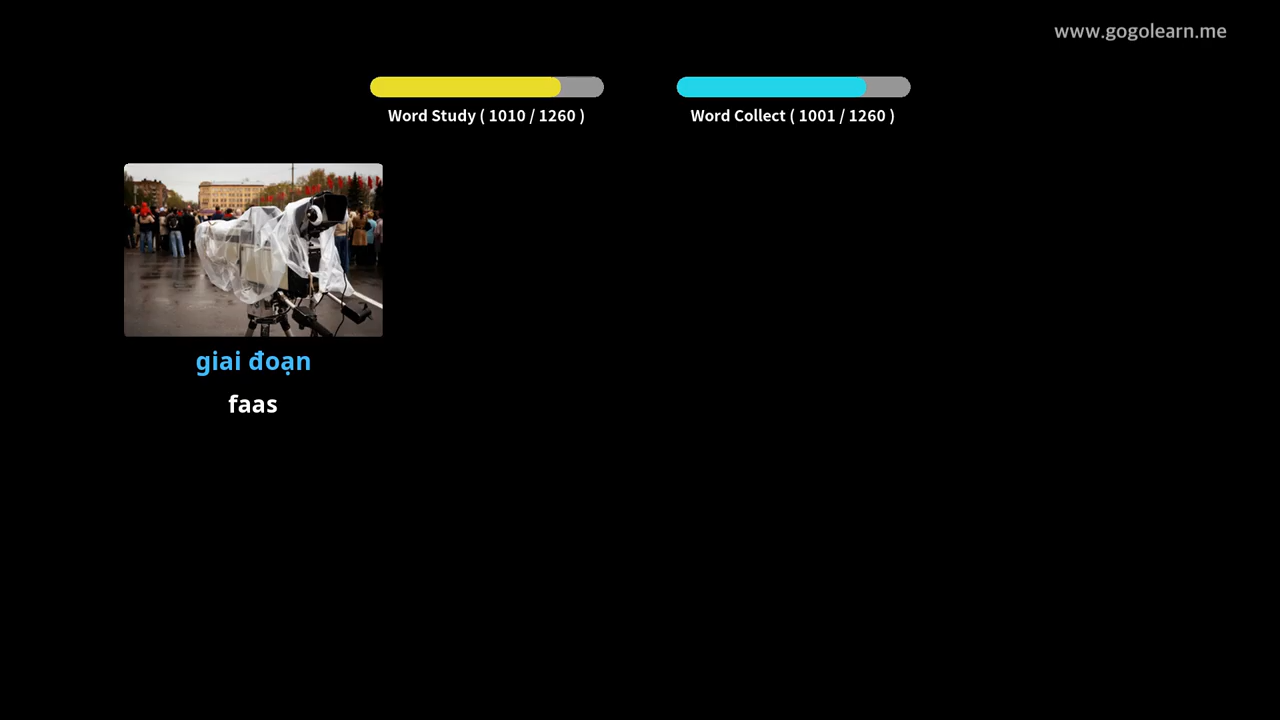 www.gogolearn.me
Word Study ( 1010 / 1260 )
Word Collect ( 1001 / 1260 )
giai đoạn
faas